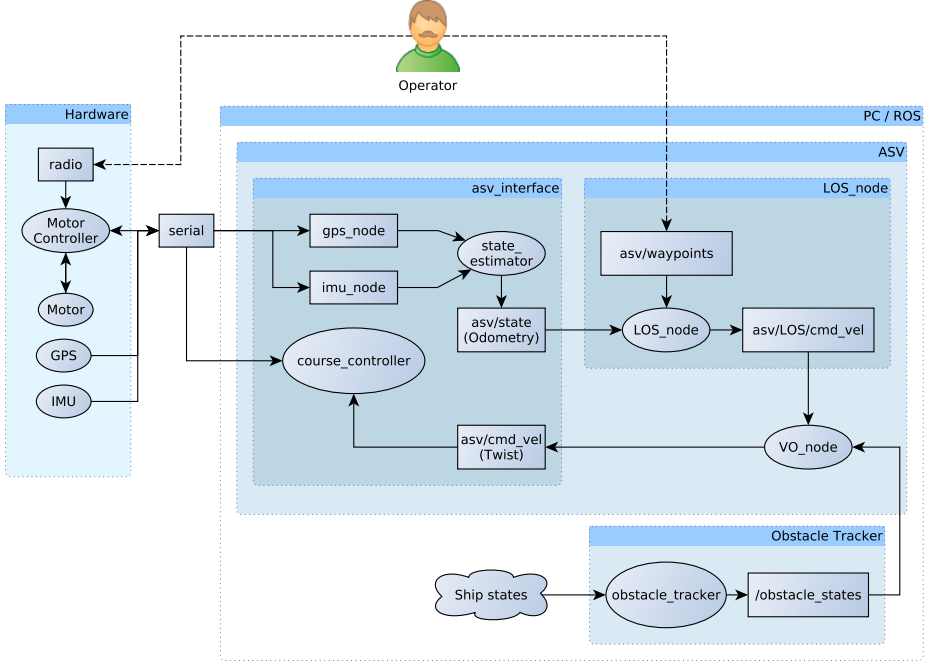 Operator
Hardware
PC / ROS
ASV
asv_interface
LOS_node
radio
Motor
Controller
serial
gps_node
state_
estimator
asv/waypoints
imu_node
Motor
asv/state
(Odometry)
LOS_node
asv/LOS/cmd_vel
GPS
course_controller
IMU
asv/cmd_vel
(Twist)
VO_node
Obstacle Tracker
Ship states
obstacle_tracker
/obstacle_states